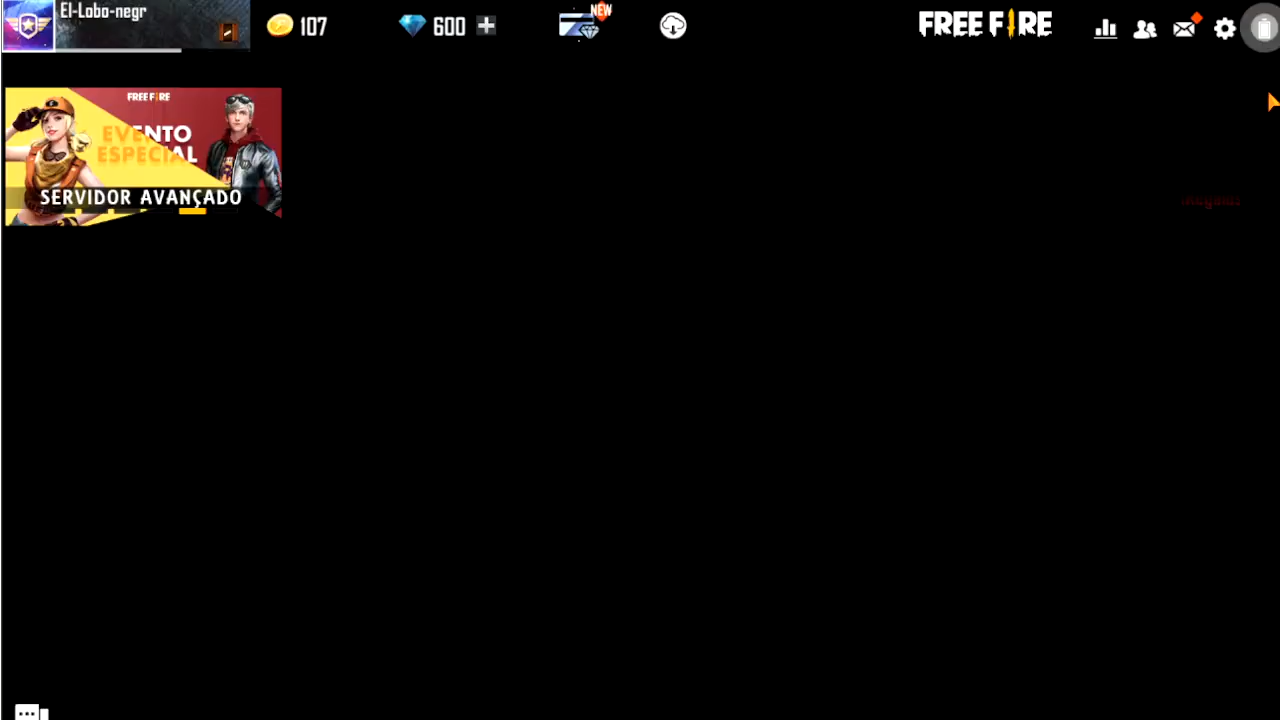 El-Lobo-negr
107
600
NEW
FREE FIRE
FREE FIRE
EVENTO
ESPECIAL
SERVIDOR AVANÇADO